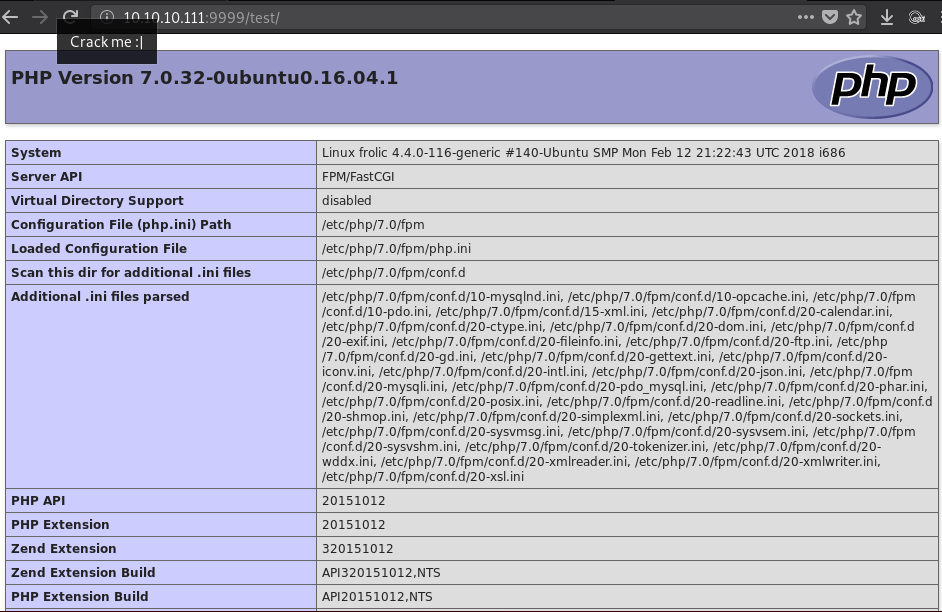 10.10.10.111:9999/test/
Crack me :|
PHP Version 7.0.32-0ubuntu0.16.04.1
php
System Linux frolic 4.4.0-116-generic #140-Ubuntu SMP Mon Feb 12 21:22:43 UTC 2018 i686
Server API FPM/FastCGI
Virtual Directory Support disabled
Configuration File (php.ini) Path /etc/php/7.0/fpm
Loaded Configuration File /etc/php/7.0/fpm/php.ini
Scan this dir for additional .ini files /etc/php/7.0/fpm/conf.d
Additional .ini files parsed /etc/php/7.0/fpm/conf.d/10-mysqlnd.ini, /etc/php/7.0/fpm/conf.d/10-opcache.ini, /etc/php/7.0/fpm
/conf.d/10-pdo.ini, /etc/php/7.0/fpm/conf.d/15-xml.ini, /etc/php/7.0/fpm/conf.d/20-calendar.ini,
/etc/php/7.0/fpm/conf.d/20-ctype.ini, /etc/php/7.0/fpm/conf.d/20-dom.ini, /etc/php/7.0/fpm/conf.d
/20-exif.ini, /etc/php/7.0/fpm/conf.d/20-fileinfo.ini, /etc/php/7.0/fpm/conf.d/20-ftp.ini, /etc/php
/7.0/fpm/conf.d/20-gd.ini, /etc/php/7.0/fpm/conf.d/20-gettext.ini, /etc/php/7.0/fpm/conf.d/20-
iconv.ini, /etc/php/7.0/fpm/conf.d/20-intl.ini, /etc/php/7.0/fpm/conf.d/20-json.ini, /etc/php/7.0/fpm
/conf.d/20-mysqli.ini, /etc/php/7.0/fpm/conf.d/20-pdo_mysql.ini, /etc/php/7.0/fpm/conf.d/20-phar.ini,
/etc/php/7.0/fpm/conf.d/20-posix.ini, /etc/php/7.0/fpm/conf.d/20-readline.ini, /etc/php/7.0/fpm/conf.d
/20-shmop.ini, /etc/php/7.0/fpm/conf.d/20-simplexml.ini, /etc/php/7.0/fpm/conf.d/20-sockets.ini,
/etc/php/7.0/fpm/conf.d/20-sysvmsg.ini, /etc/php/7.0/fpm/conf.d/20-sysvsem.ini, /etc/php/7.0/fpm
/conf.d/20-sysvshm.ini, /etc/php/7.0/fpm/conf.d/20-tokenizer.ini, /etc/php/7.0/fpm/conf.d/20-
wddx.ini, /etc/php/7.0/fpm/conf.d/20-xmlreader.ini, /etc/php/7.0/fpm/conf.d/20-xmlwriter.ini,
/etc/php/7.0/fpm/conf.d/20-xsl.ini
PHP API 20151012
PHP Extension 20151012
Zend Extension 320151012
Zend Extension Build API320151012,NTS
PHP Extension Build API20151012,NTS